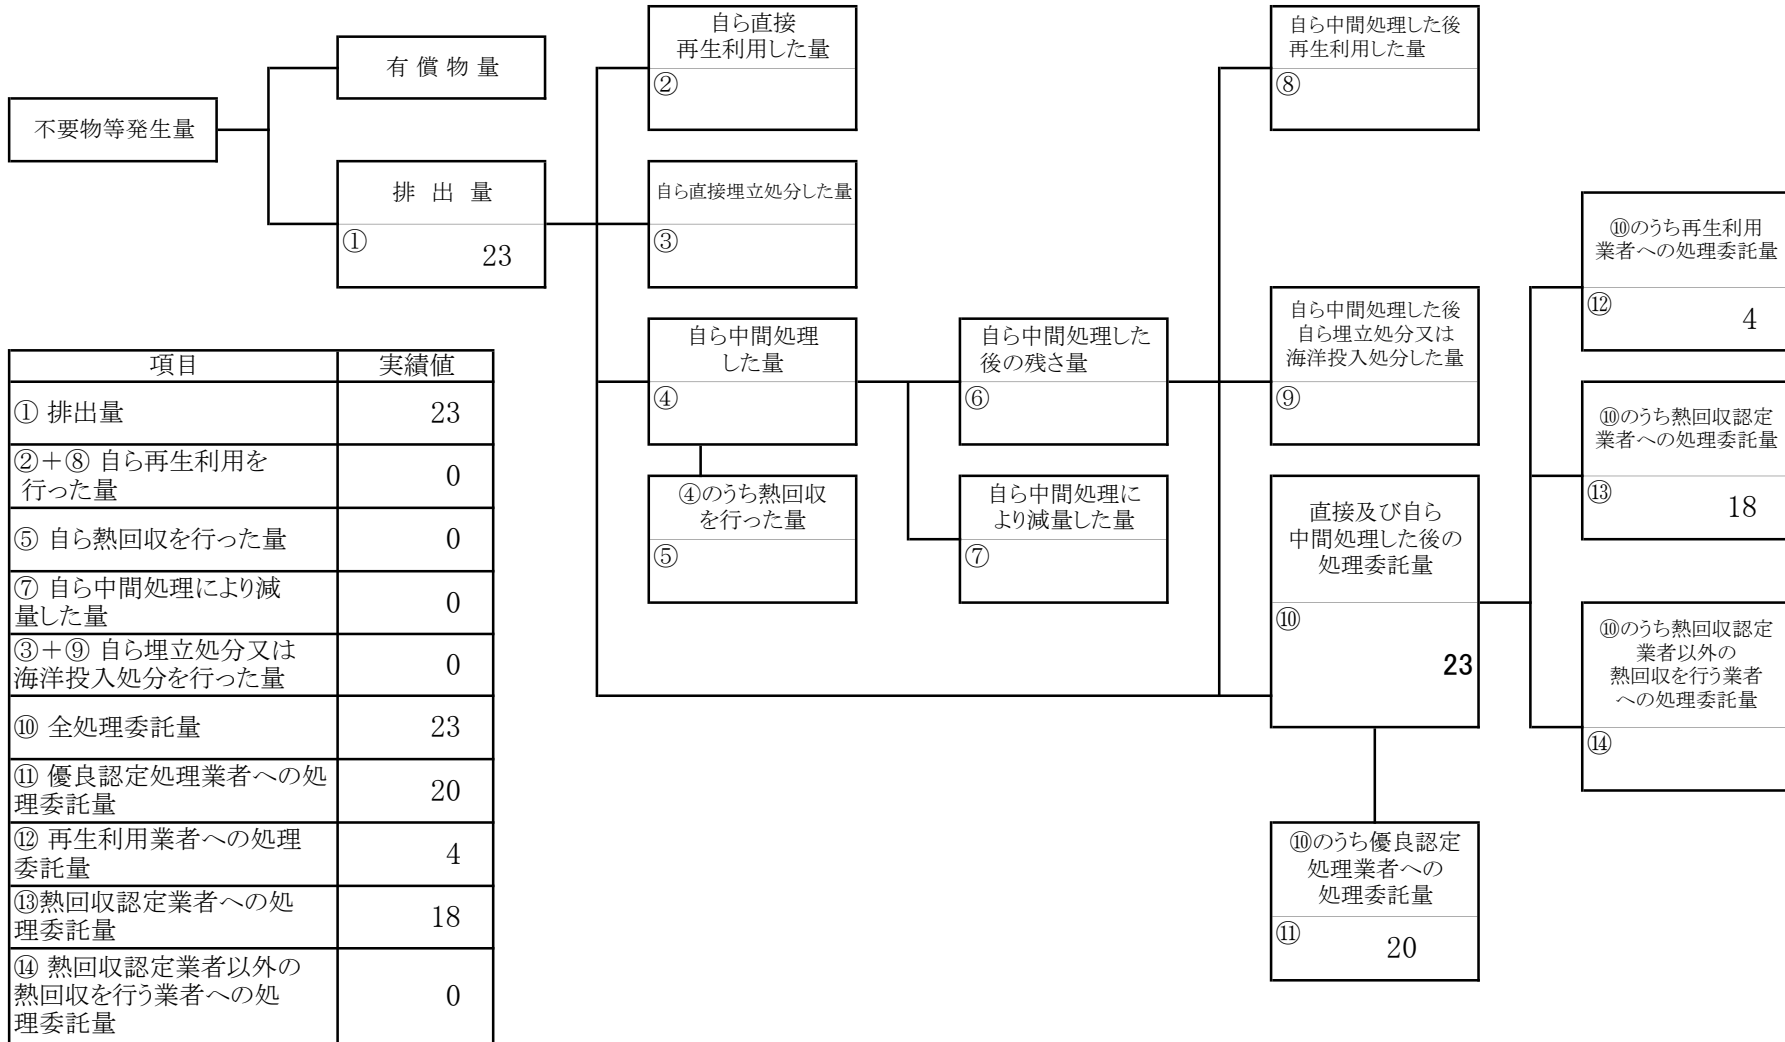 不要物等発生量
有 償 物 量
排 出 量
①
23
自ら直接
再生利用した量
②
自ら直接埋立処分した量
③
自ら中間処理
した量
④
④のうち熱回収
を行った量
⑤
自ら中間処理した
後の残さ量
⑥
自ら中間処理に
より減量した量
⑦
自ら中間処理した後
再生利用した量
⑧
自ら中間処理した後
自ら埋立処分又は
海洋投入処分した量
⑨
直接及び自ら
中間処理した後の
処理委託量
⑩
23
⑩のうち優良認定
処理業者への
処理委託量
⑪
20
⑩のうち再生利用
業者への処理委託量
⑫
4
⑩のうち熱回収認定
業者への処理委託量
⑬
18
⑩のうち熱回収認定
業者以外の
熱回収を行う業者
への処理委託量
⑭
項目 実績値
① 排出量 23
②＋⑧ 自ら再生利用を
行った量 0
⑤ 自ら熱回収を行った量 0
⑦ 自ら中間処理により減
量した量 0
③＋⑨ 自ら埋立処分又は
海洋投入処分を行った量 0
⑩ 全処理委託量 23
⑪ 優良認定処理業者への処
理委託量 20
⑫ 再生利用業者への処理
委託量 4
⑬熱回収認定業者への処
理委託量 18
⑭ 熱回収認定業者以外の
熱回収を行う業者への処
理委託量 0